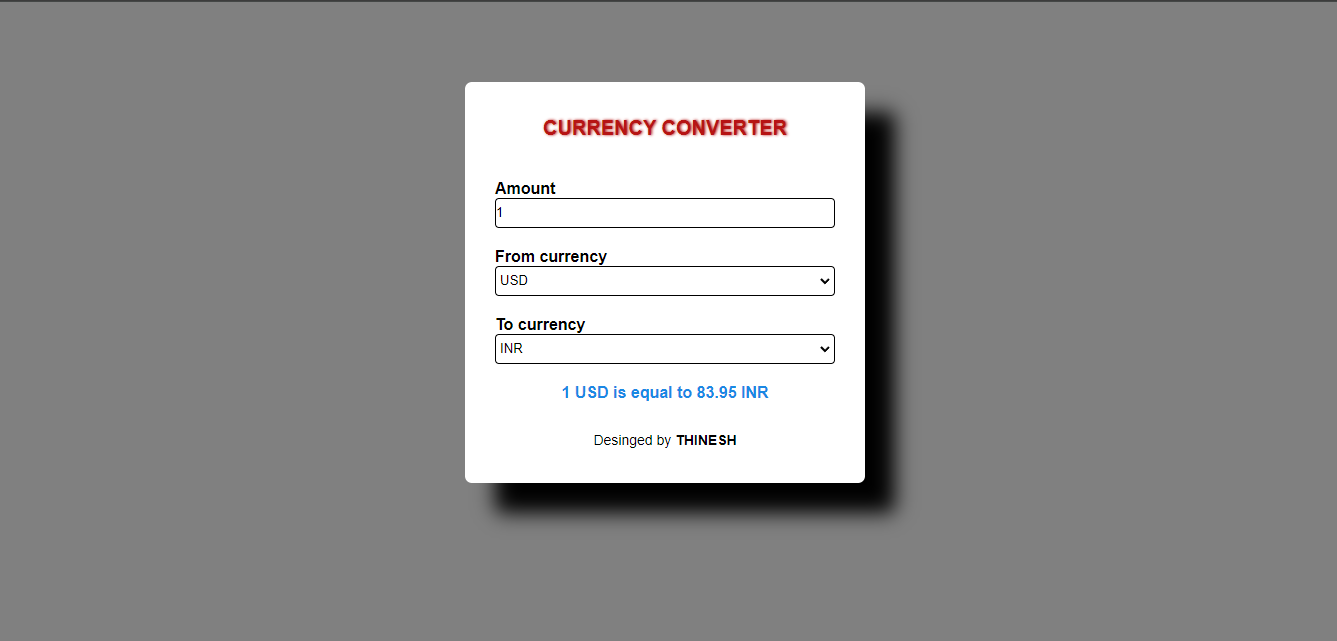 CURRENCY CONVERTER
Amount
1
From currency
USD
To currency
INR
1 USD is equal to 83.95 INR
Desinged by THINESH